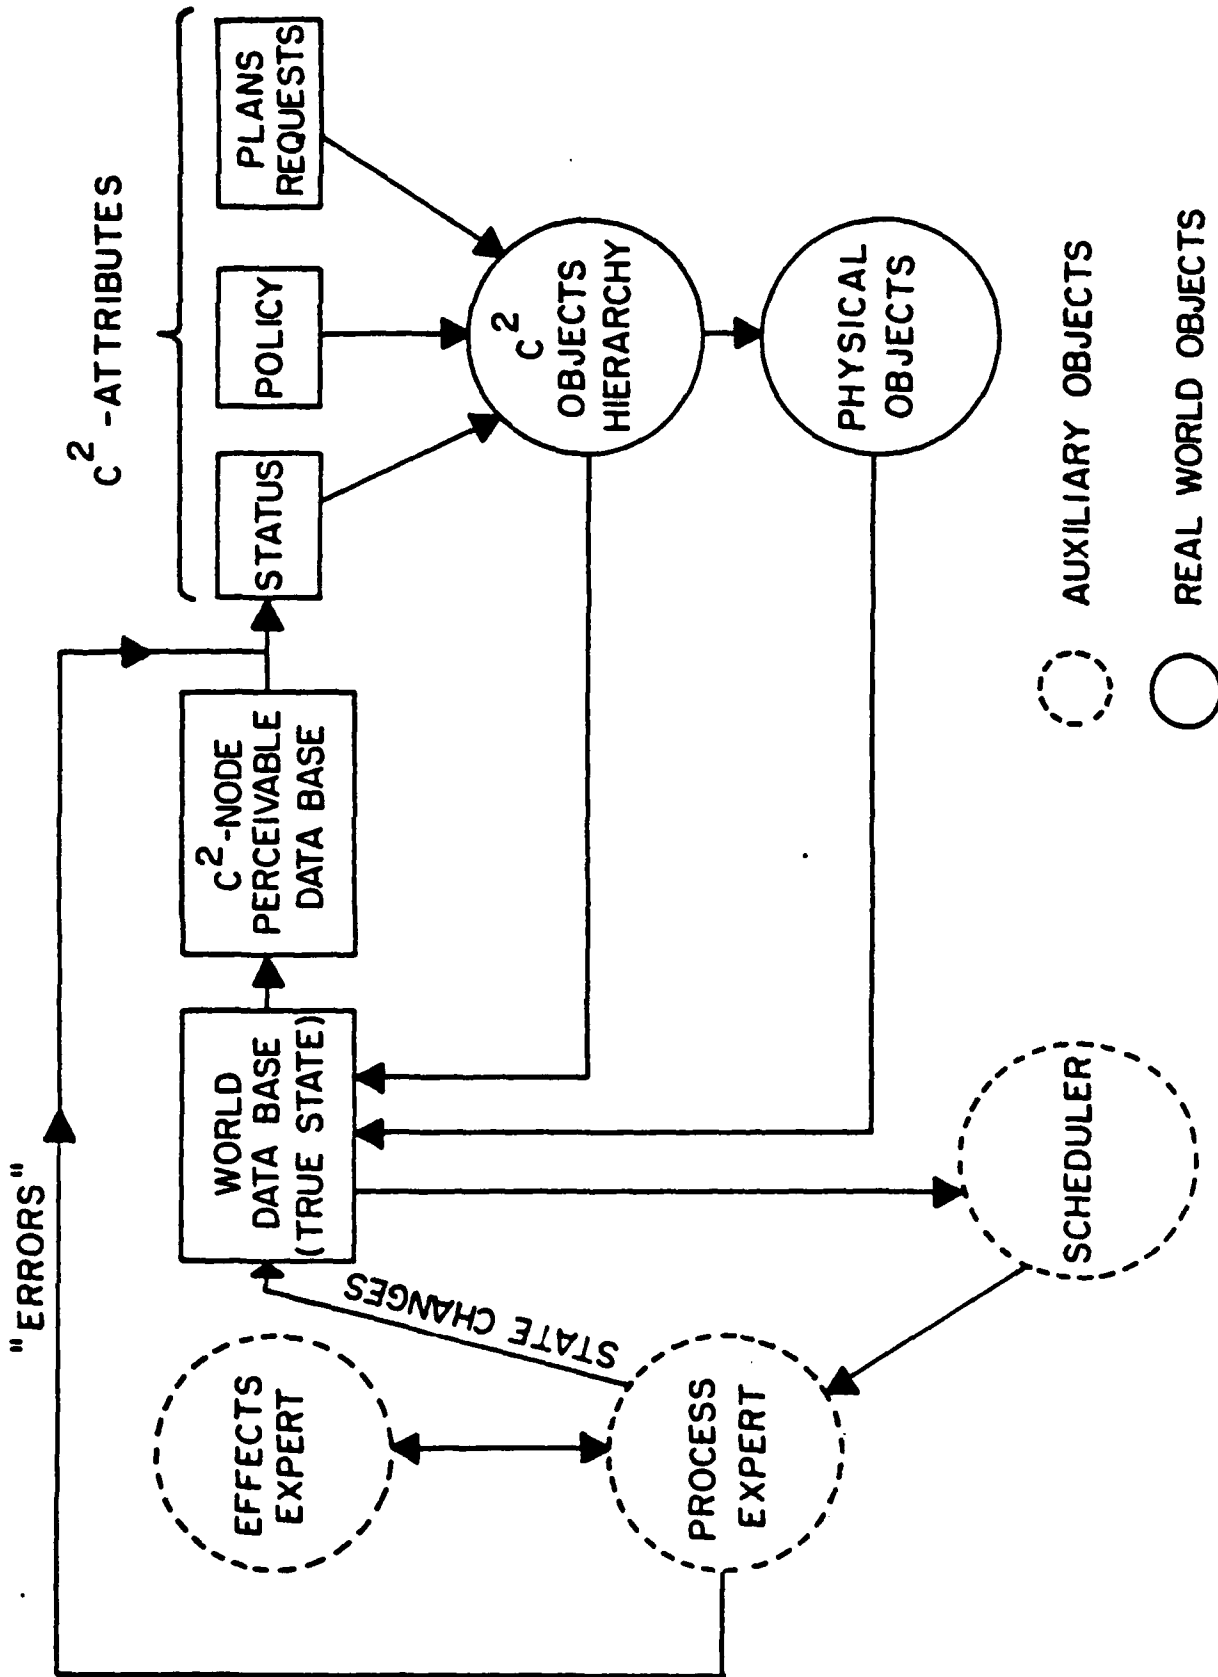 "ERRORS"
C²-ATTRIBUTES
EFFECTS
EXPERT
STATE CHANGES
WORLD
DATA BASE
(TRUE STATE)
C²-NODE
PERCEIVABLE
DATA BASE
STATUS
POLICY
PLANS
REQUESTS
PROCESS
EXPERT
C²
OBJECTS
HIERARCHY
SCHEDULER
PHYSICAL
OBJECTS
AUXILIARY OBJECTS
REAL WORLD OBJECTS